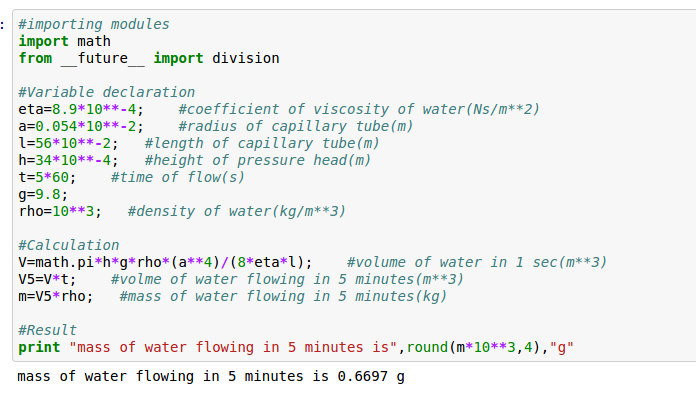 :
#importing modules
import math
from __future__ import division
#Variable declaration
eta=8.9*10**-4;    #coefficient of viscosity of water(Ns/m**2)
a=0.054*10**-2;    #radius of capillary tube(m)
l=56*10**-2;   #length of capillary tube(m)
h=34*10**-4;   #height of pressure head(m)
t=5*60;    #time of flow(s)
g=9.8;
rho=10**3;   #density of water(kg/m**3)
#Calculation
V=math.pi*h*g*rho*(a**4)/(8*eta*l);    #volume of water in 1 sec(m**3)
V5=V*t;    #volme of water flowing in 5 minutes(m**3)
m=V5*rho;   #mass of water flowing in 5 minutes(kg)
#Result
print "mass of water flowing in 5 minutes is",round(m*10**3,4),"g"
mass of water flowing in 5 minutes is 0.6697 g